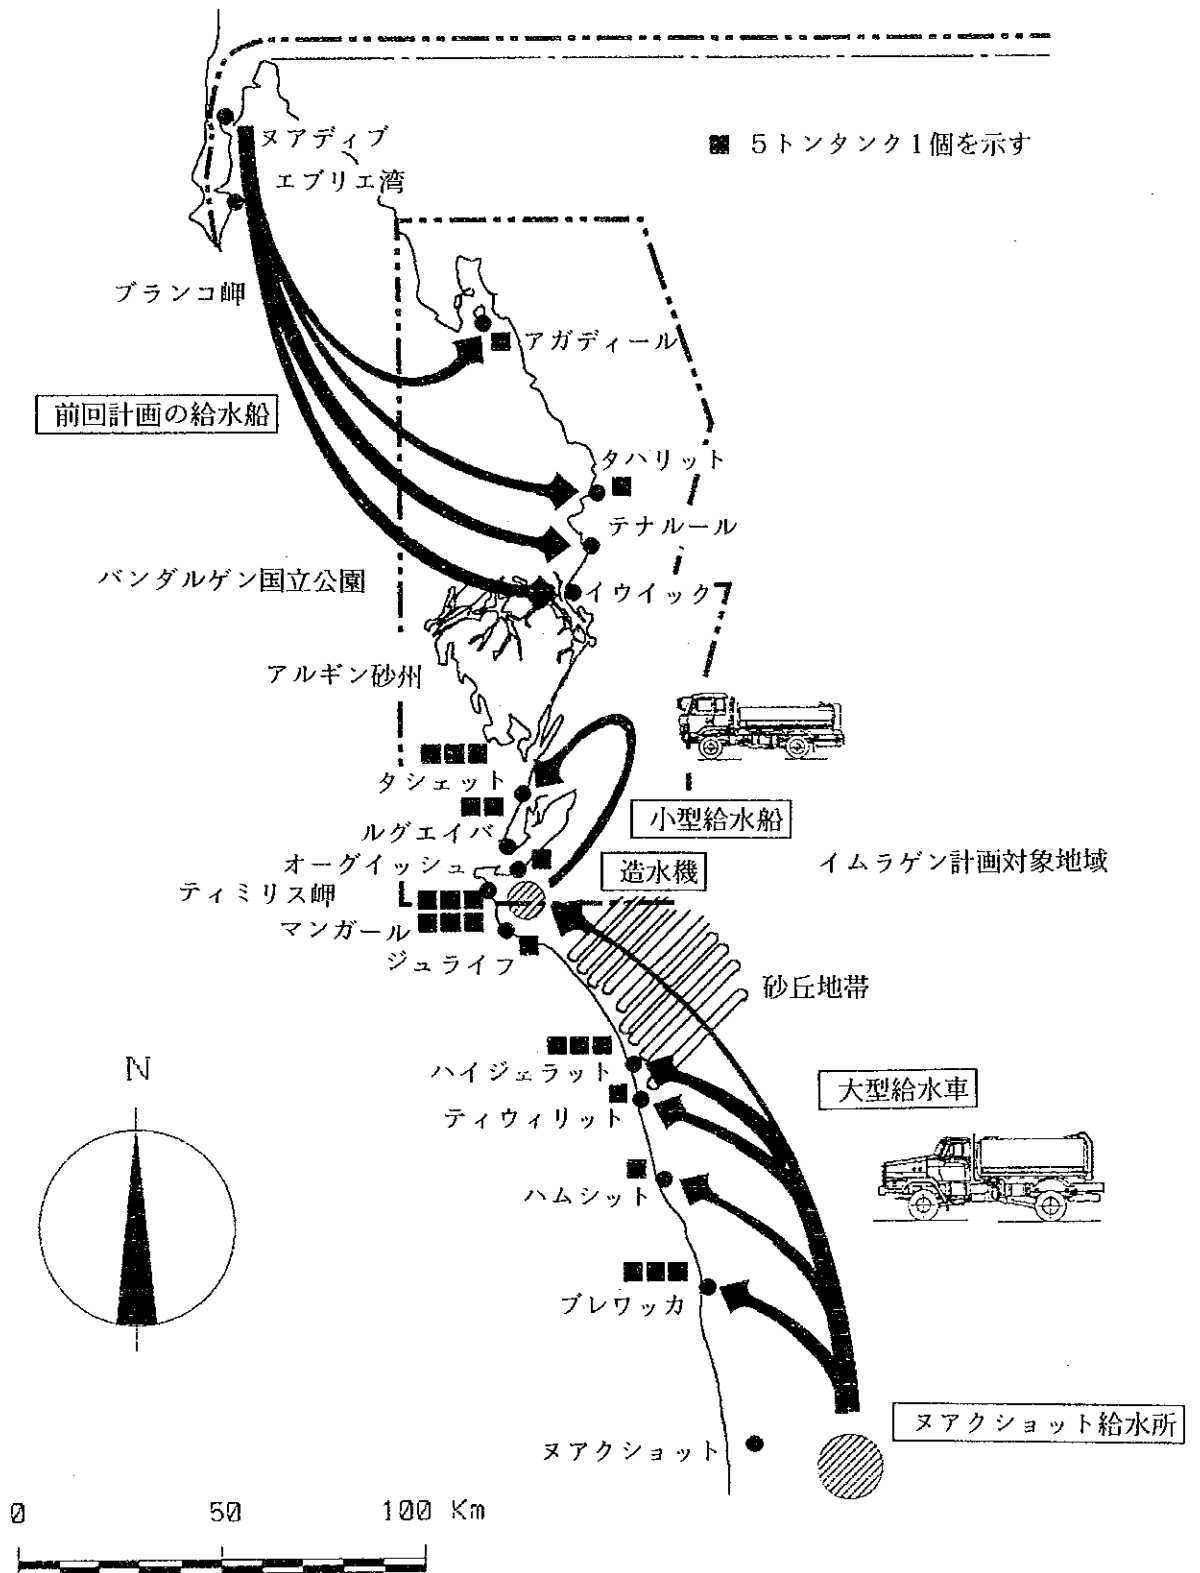 ヌアディブ
■ 5トンタンク1個を示す
エブリエ湾
ブランコ岬
アガディール
前回計画の給水船
タハリット
テナルール
バンダルゲン国立公園
イウイック
アルギン砂州
タシェット
小型給水船
ルグエイバ
オーグイッシュ
造水機
イムラゲン計画対象地域
ティミリス岬
マンガール
ジュライフ
砂丘地帯
N
ハイジェラット
大型給水車
ティウィリット
ハムシット
ブレワッカ
ヌアクショット給水所
ヌアクショット
0 50 100 Km